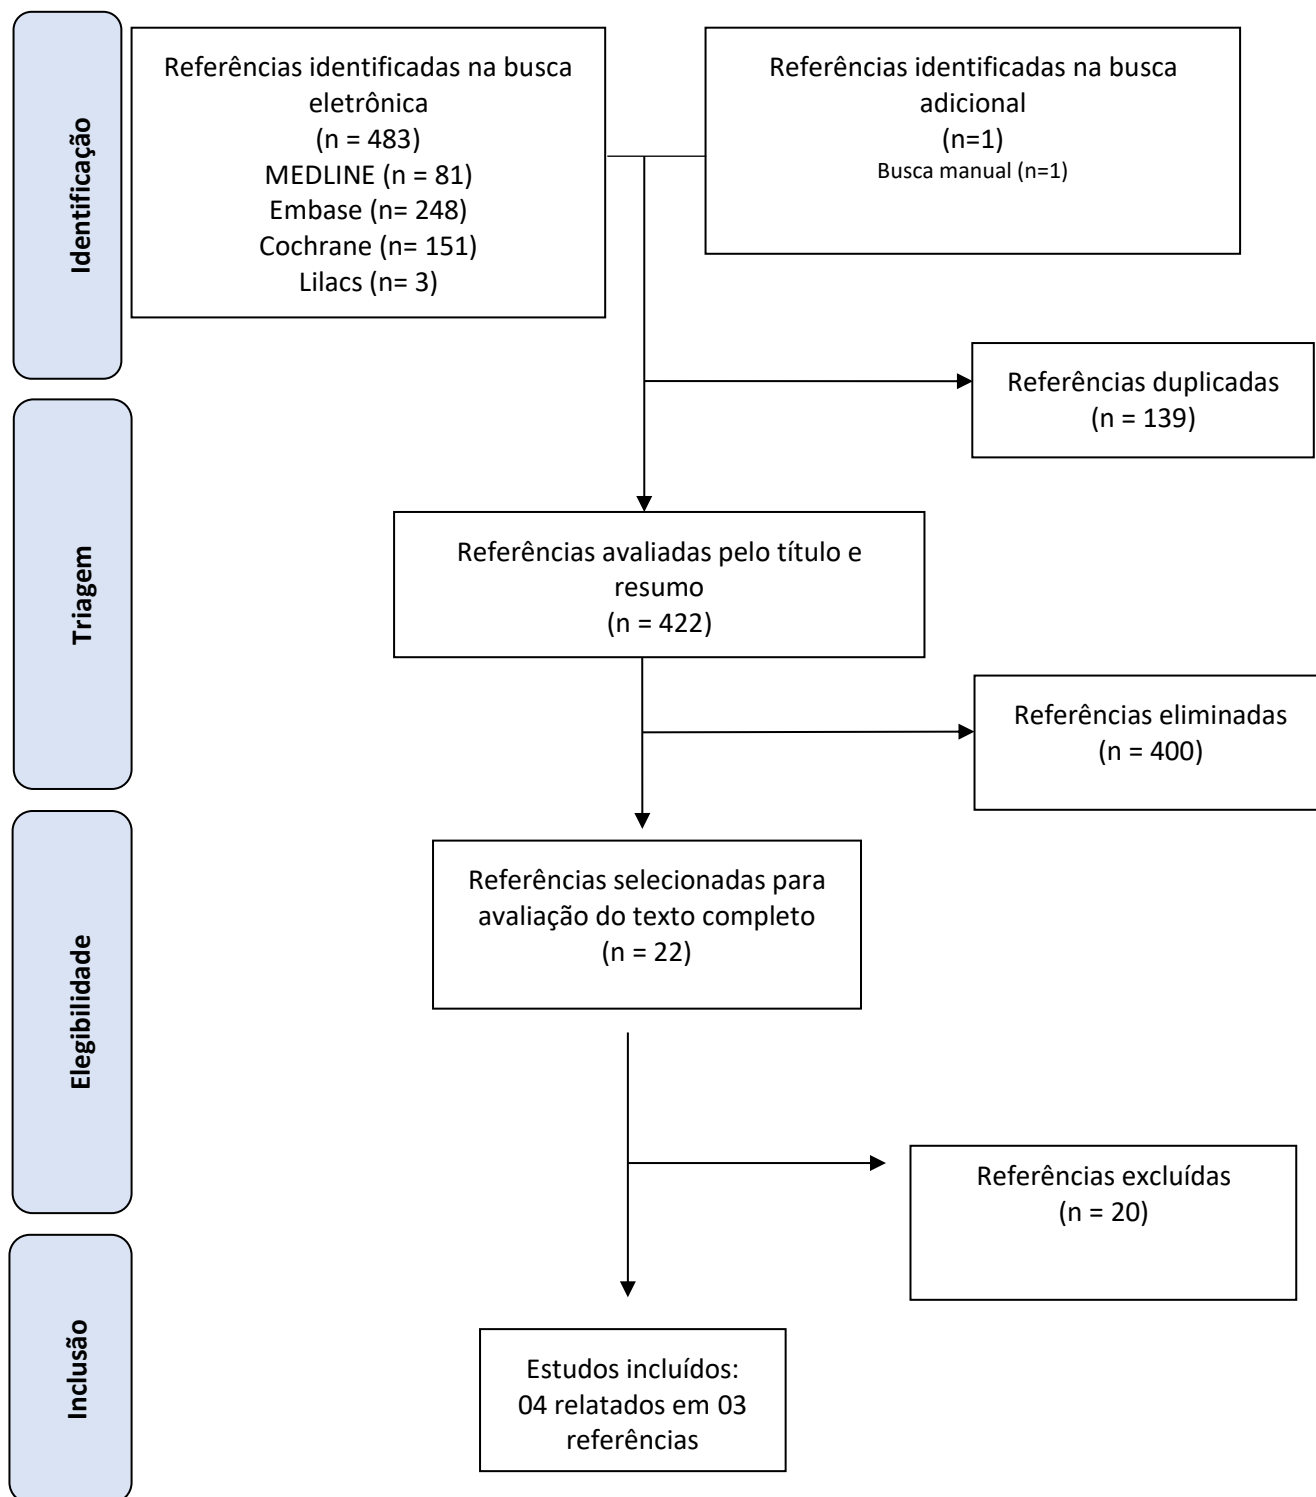 Identificação
Referências identificadas na busca
eletrônica
(n = 483)
MEDLINE (n = 81)
Embase (n= 248)
Cochrane (n= 151)
Lilacs (n= 3)
Referências identificadas na busca
adicional
(n=1)
Busca manual (n=1)
Referências duplicadas
(n = 139)
Triagem
Referências avaliadas pelo título e
resumo
(n = 422)
Referências eliminadas
(n = 400)
Elegibilidade
Referências selecionadas para
avaliação do texto completo
(n = 22)
Referências excluídas
(n = 20)
Inclusão
Estudos incluídos:
04 relatados em 03
referências